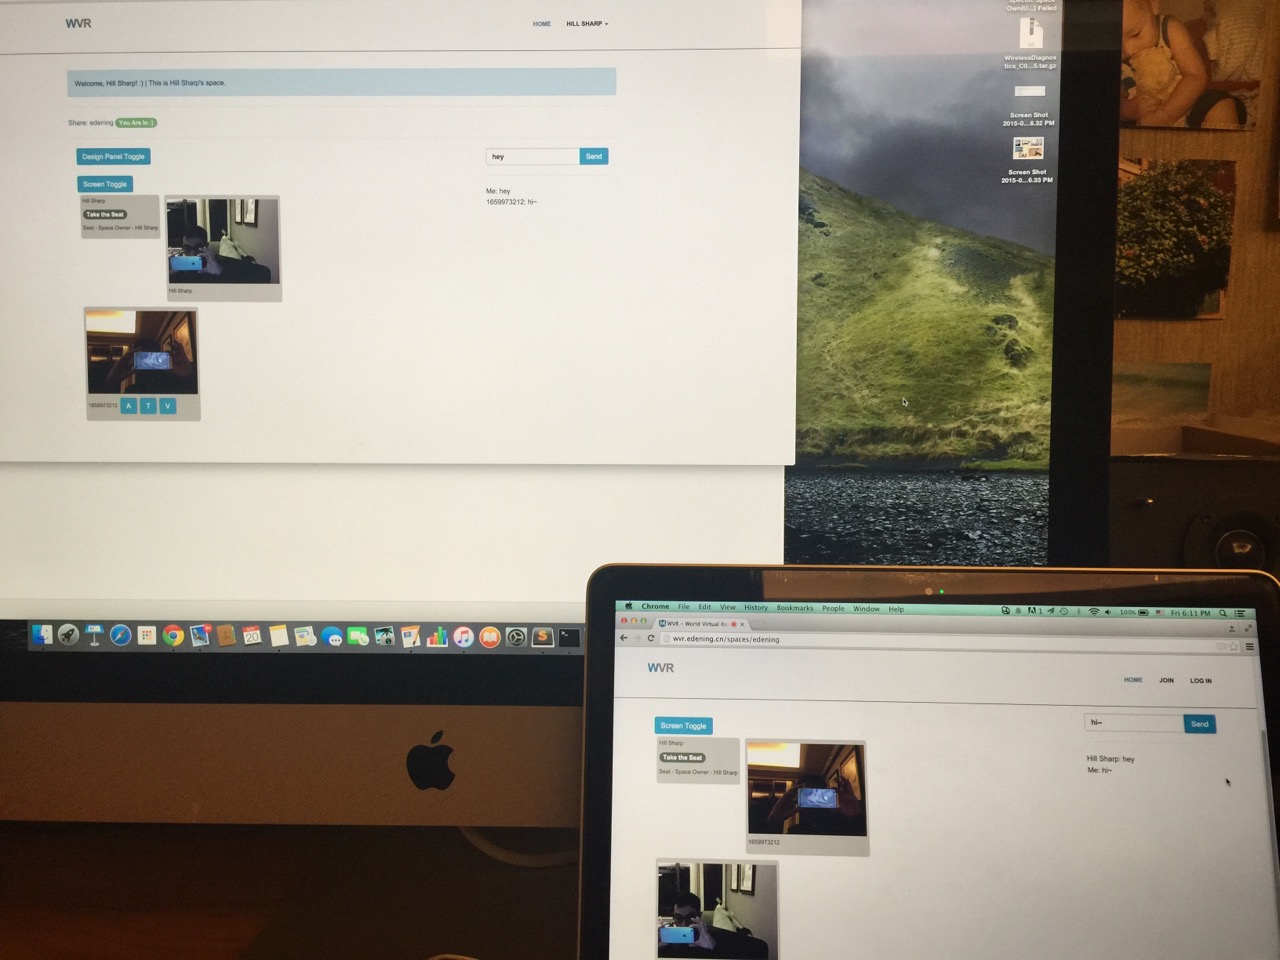 WVR
HOME
HILL SHARP
Welcome, Hill Sharp! :) | This is Hill Sharp's space.
Share: edening You Are In :)
Design Panel Toggle
hey
Send
Screen Toggle
Me: hey
1659973212: hi~
Hill Sharp
Take the Seat
Seat - Space Owner - Hill Sharp
Hill Sharp
1659973212 A T V
Own(U...) Failed
WirelessDiagnos
tics_C0...5.tar.gz
Screen Shot
2015-0...8.32 PM
Screen Shot
2015-0...6.33 PM
20
Chrome File Edit View History Bookmarks People Window Help
1 100% Fri 6:11 PM
WVR - World Virtual Re
wvr.edening.cn/spaces/edening
WVR
HOME
JOIN
LOG IN
Screen Toggle
hi~
Send
Hill Sharp
Take the Seat
Seat - Space Owner - Hill Sharp
Hill Sharp: hey
Me: hi~
1659973212